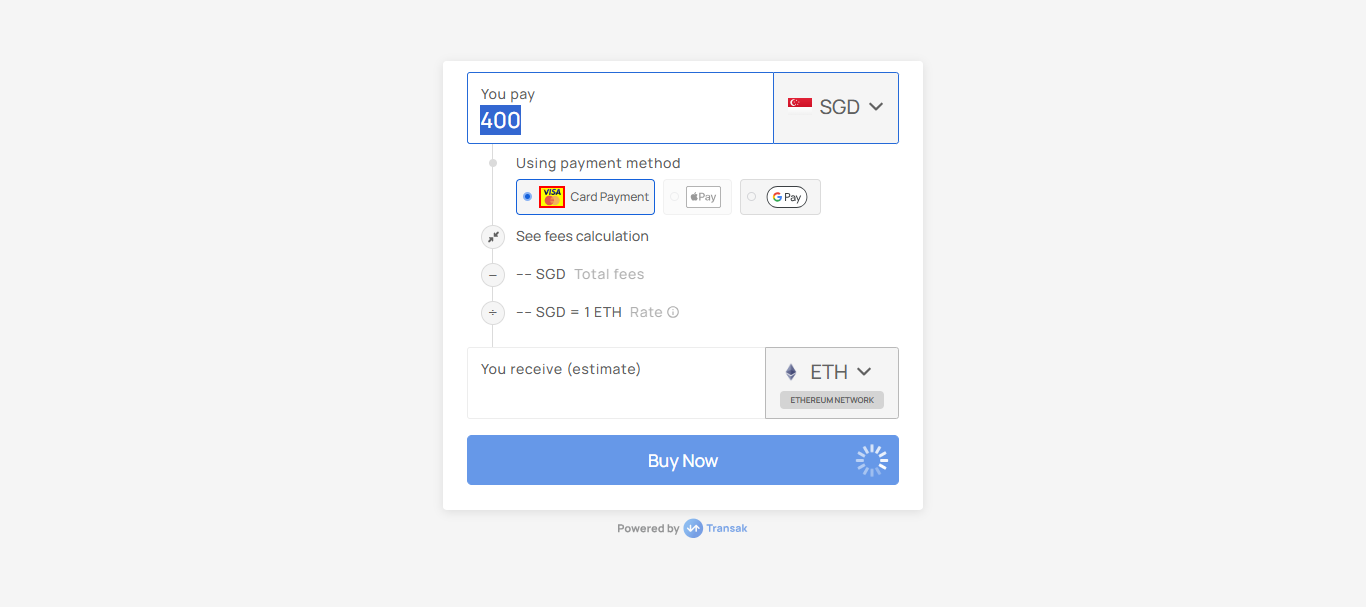 You pay
400
SGD
Using payment method
VISA Card Payment
Pay
G Pay
See fees calculation
− -- SGD Total fees
÷ -- SGD = 1 ETH Rate
You receive (estimate)
ETH
ETHEREUM NETWORK
Buy Now
Powered by Transak